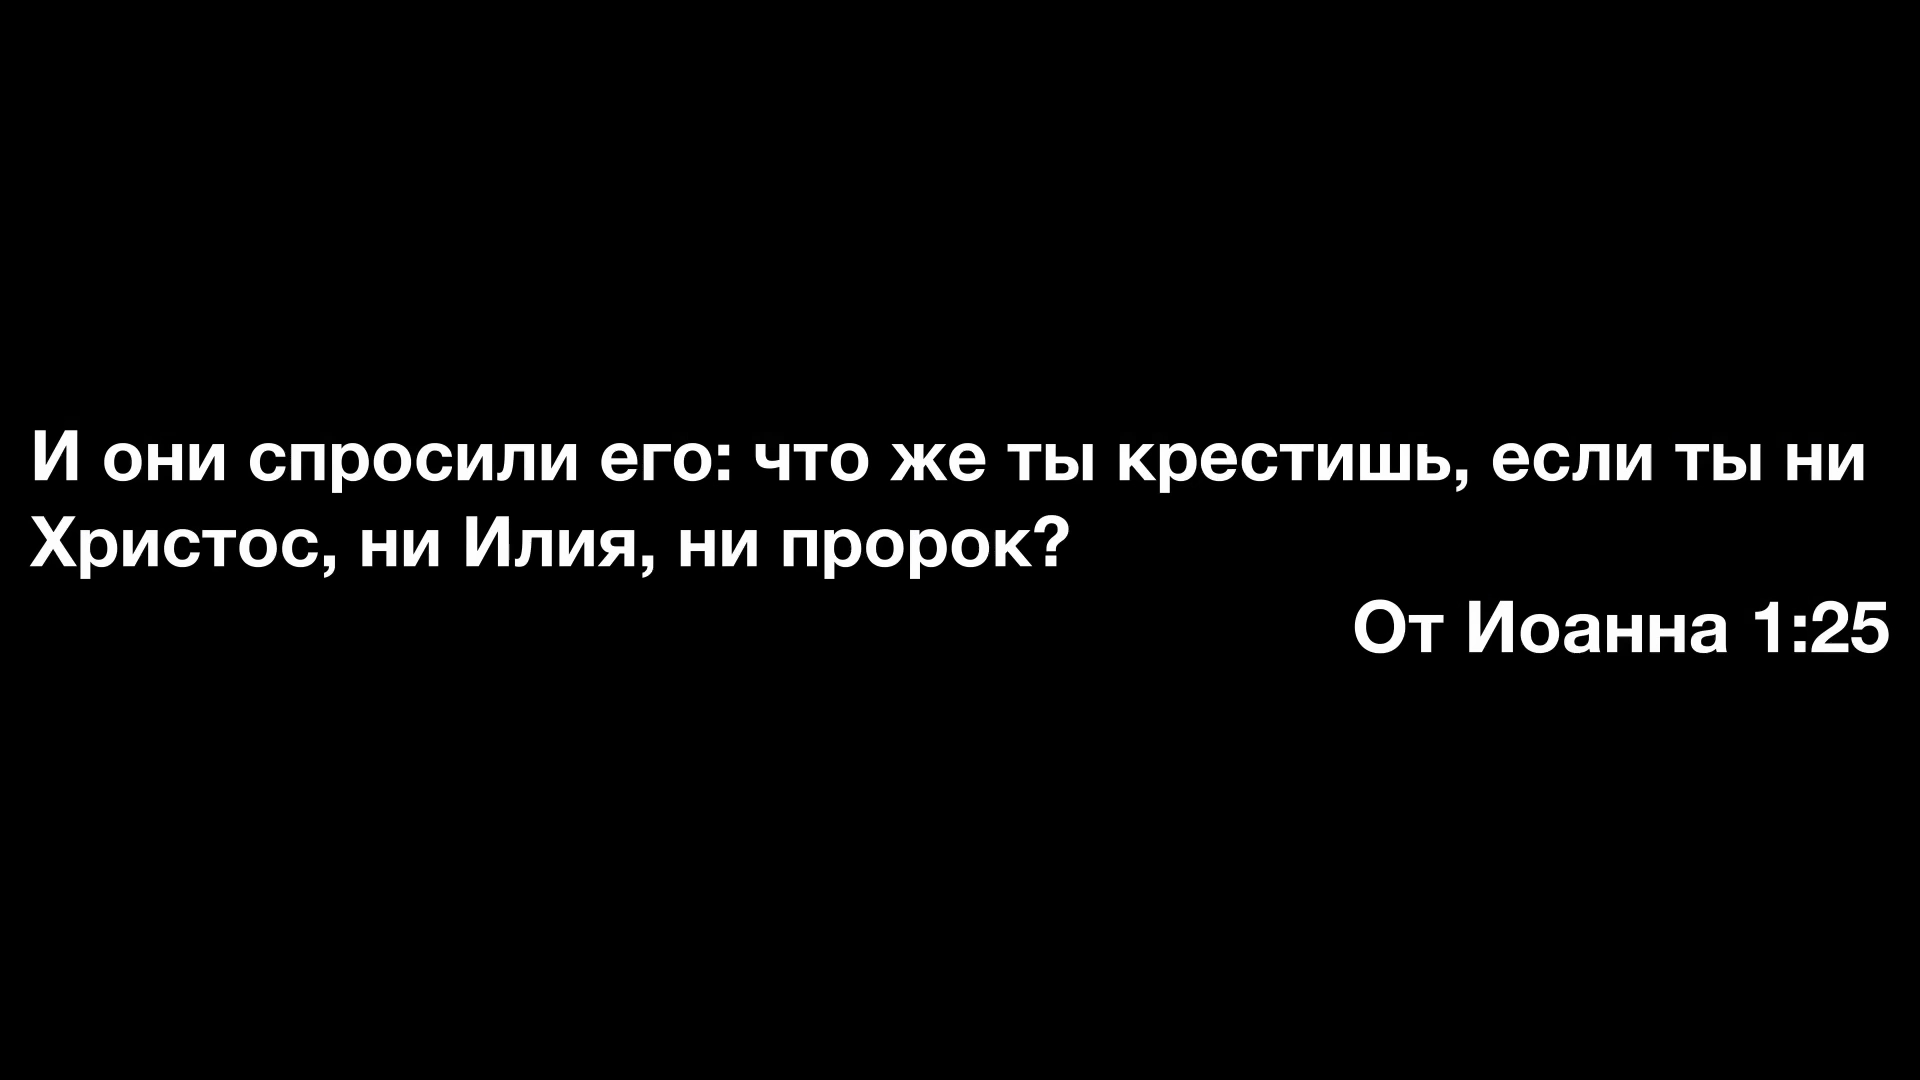 И они спросили его: что же ты крестишь, если ты ни
Христос, ни Илия, ни пророк?
От Иоанна 1:25